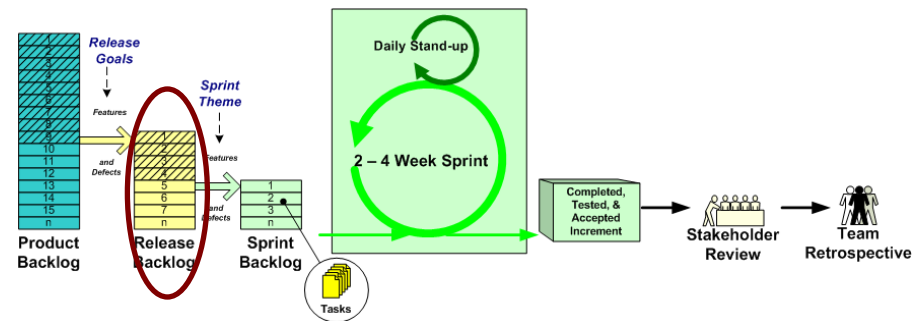 Release
Goals
Features
and
Defects
1
2
3
4
5
6
7
8
9
10
11
12
13
14
15
n
Product
Backlog
Sprint
Theme
Features
and
Defects
1
2
3
4
5
6
7
n
Release
Backlog
1
2
3
n
Sprint
Backlog
Tasks
Daily Stand-up
2 – 4 Week Sprint
Completed,
Tested, &
Accepted
Increment
Stakeholder
Review
Team
Retrospective